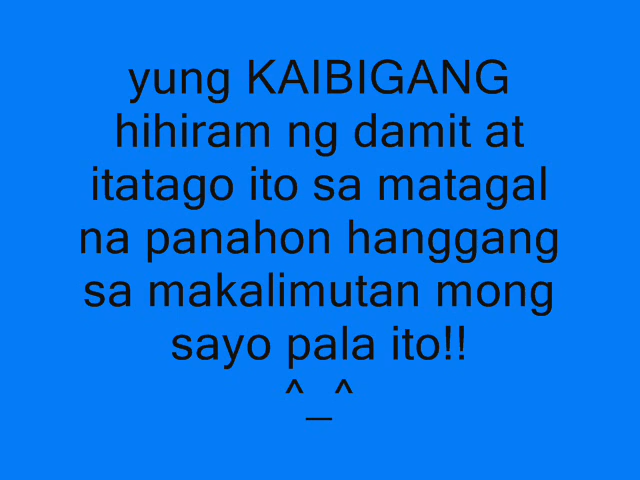 yung KAIBIGANG
hihiram ng damit at
itatago ito sa matagal
na panahon hanggang
sa makalimutan mong
sayo pala ito!!
^_^